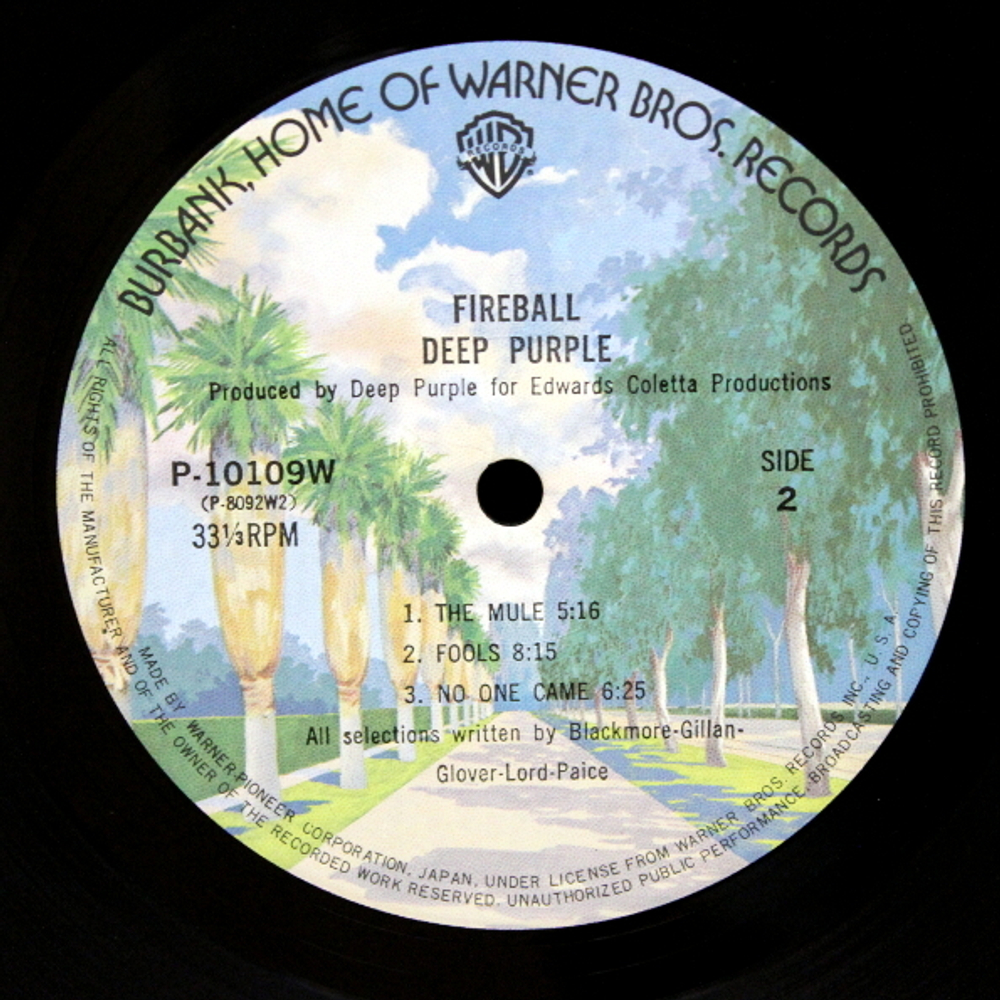 BURBANK, HOME OF WARNER BROS. RECORDS
RECORDS
FIREBALL
DEEP PURPLE
Produced by Deep Purple for Edwards Coletta Productions
P-10109W
(P-8092W2)
33⅓RPM
SIDE
2
1. THE MULE 5:16
2. FOOLS 8:15
3. NO ONE CAME 6:25
All selections written by Blackmore-Gillan-
Glover-Lord-Paice
MADE BY WARNER-PIONEER CORPORATION, JAPAN, UNDER LICENSE FROM WARNER BROS. RECORDS INC., U.S.A.
ALL RIGHTS OF THE MANUFACTURER AND OF THE OWNER OF THE RECORDED WORK RESERVED. UNAUTHORIZED PUBLIC PERFORMANCE, BROADCASTING AND COPYING OF THIS RECORD PROHIBITED